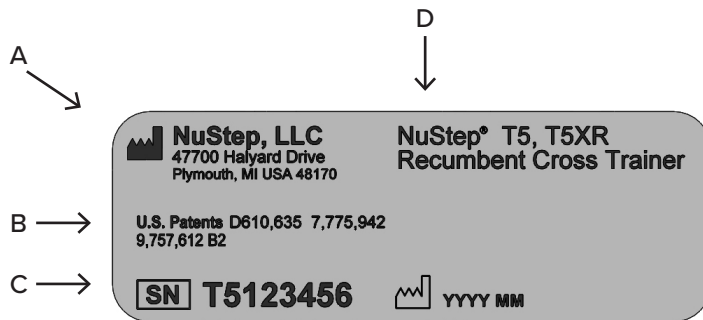 D
A
NuStep, LLC
47700 Halyard Drive
Plymouth, MI USA 48170
NuStep® T5, T5XR
Recumbent Cross Trainer
B
U.S. Patents D610,635 7,775,942
9,757,612 B2
C
SN T5123456
YYYY MM